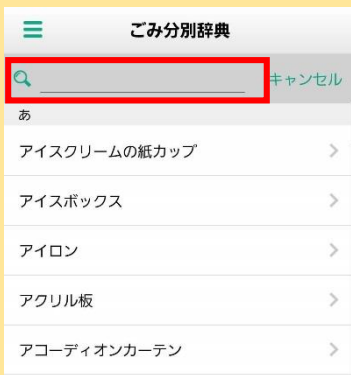 ごみ分別辞典
キャンセル
あ
アイスクリームの紙カップ
アイスボックス
アイロン
アクリル板
アコーディオンカーテン